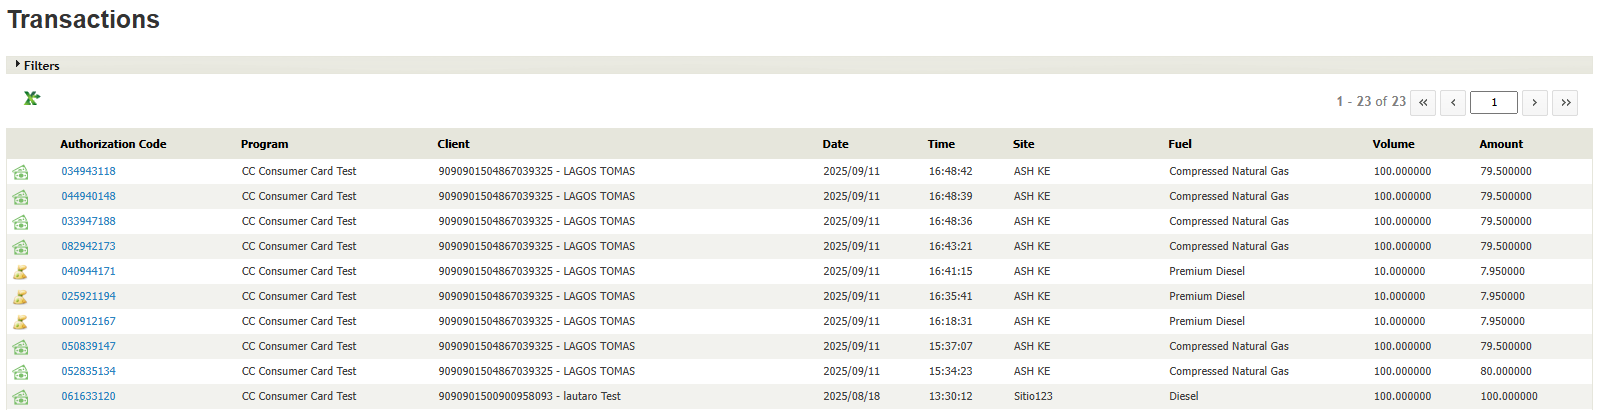 Transactions
Filters
1 - 23 of 23 1
Authorization Code Program Client Date Time Site Fuel Volume Amount
034943118 CC Consumer Card Test 9090901504867039325 - LAGOS TOMAS 2025/09/11 16:48:42 ASH KE Compressed Natural Gas 100.000000 79.500000
044940148 CC Consumer Card Test 9090901504867039325 - LAGOS TOMAS 2025/09/11 16:48:39 ASH KE Compressed Natural Gas 100.000000 79.500000
033947188 CC Consumer Card Test 9090901504867039325 - LAGOS TOMAS 2025/09/11 16:48:36 ASH KE Compressed Natural Gas 100.000000 79.500000
082942173 CC Consumer Card Test 9090901504867039325 - LAGOS TOMAS 2025/09/11 16:43:21 ASH KE Compressed Natural Gas 100.000000 79.500000
040944171 CC Consumer Card Test 9090901504867039325 - LAGOS TOMAS 2025/09/11 16:41:15 ASH KE Premium Diesel 10.000000 7.950000
025921194 CC Consumer Card Test 9090901504867039325 - LAGOS TOMAS 2025/09/11 16:35:41 ASH KE Premium Diesel 10.000000 7.950000
000912167 CC Consumer Card Test 9090901504867039325 - LAGOS TOMAS 2025/09/11 16:18:31 ASH KE Premium Diesel 10.000000 7.950000
050839147 CC Consumer Card Test 9090901504867039325 - LAGOS TOMAS 2025/09/11 15:37:07 ASH KE Compressed Natural Gas 100.000000 79.500000
052835134 CC Consumer Card Test 9090901504867039325 - LAGOS TOMAS 2025/09/11 15:34:23 ASH KE Compressed Natural Gas 100.000000 80.000000
061633120 CC Consumer Card Test 9090901500900958093 - lautaro Test 2025/08/18 13:30:12 Sitio123 Diesel 100.000000 100.000000